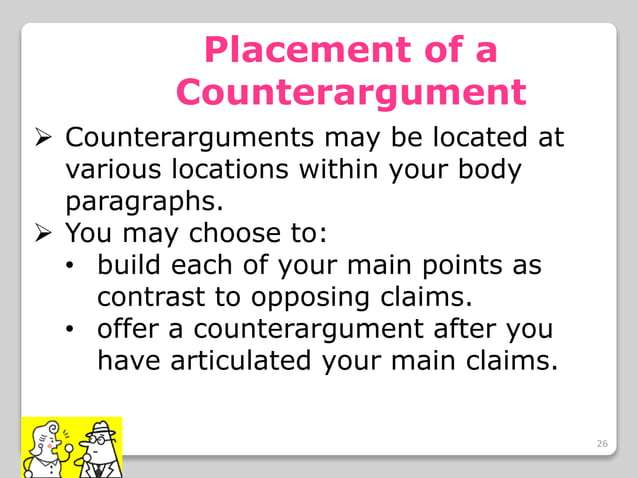 Placement of a
Counterargument
➢ Counterarguments may be located at
various locations within your body
paragraphs.
➢ You may choose to:
• build each of your main points as
contrast to opposing claims.
• offer a counterargument after you
have articulated your main claims.
26